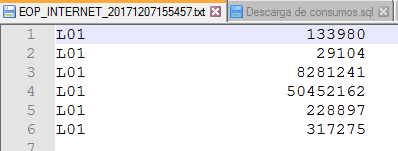 EOP_INTERNET_20171207155457.txt Descarga de consumos.sql
1 L01 133980
2 L01 29104
3 L01 8281241
4 L01 50452162
5 L01 228897
6 L01 317275